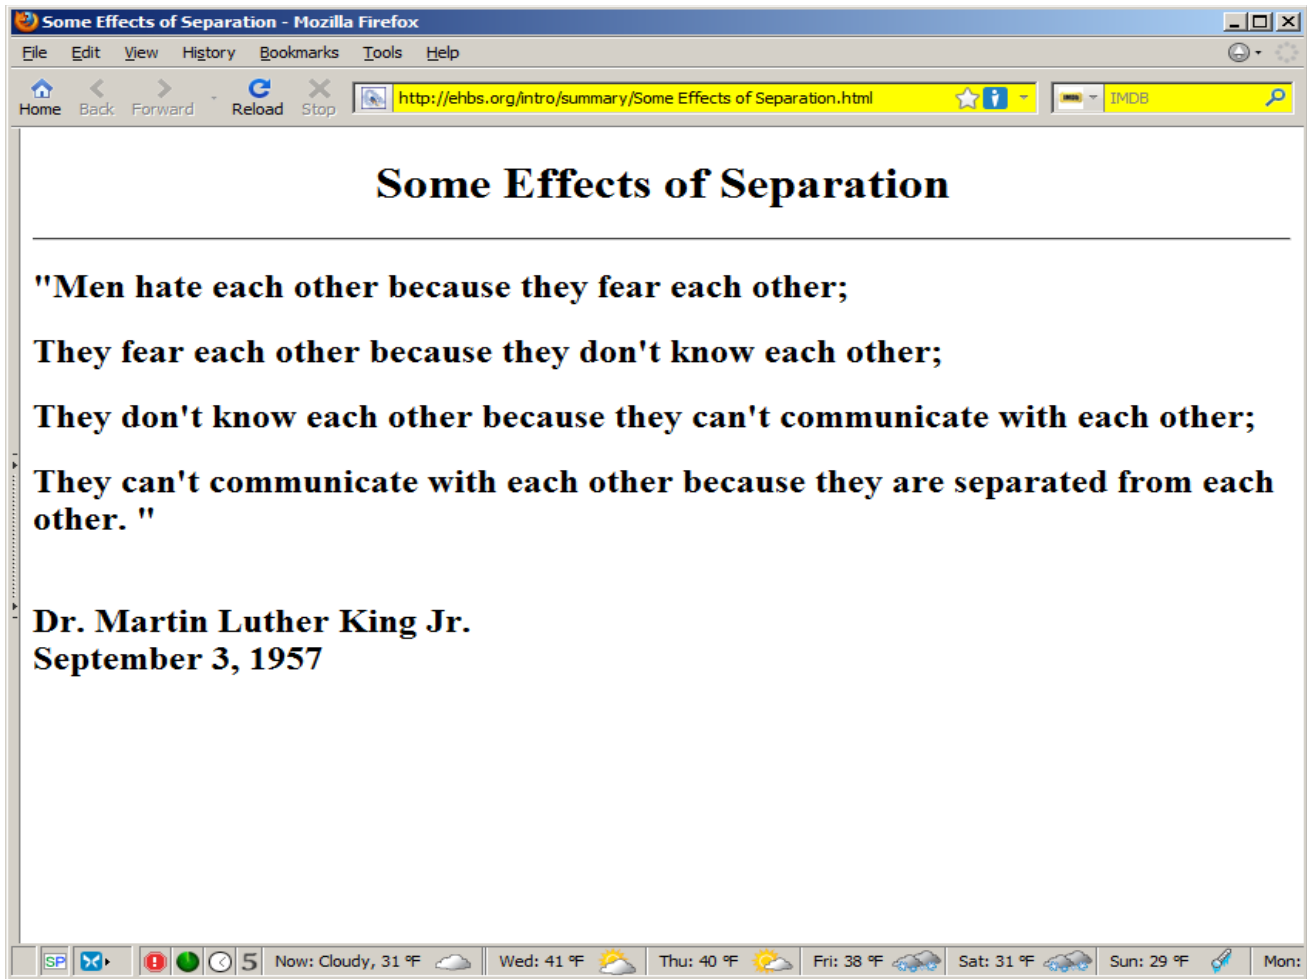 Some Effects of Separation - Mozilla Firefox
File Edit View History Bookmarks Tools Help
Home Back Forward Reload Stop http://ehbs.org/intro/summary/Some Effects of Separation.html IMDB
Some Effects of Separation
"Men hate each other because they fear each other;
They fear each other because they don't know each other;
They don't know each other because they can't communicate with each other;
They can't communicate with each other because they are separated from each
other. "
Dr. Martin Luther King Jr.
September 3, 1957
SP 5 Now: Cloudy, 31 °F Wed: 41 °F Thu: 40 °F Fri: 38 °F Sat: 31 °F Sun: 29 °F Mon: